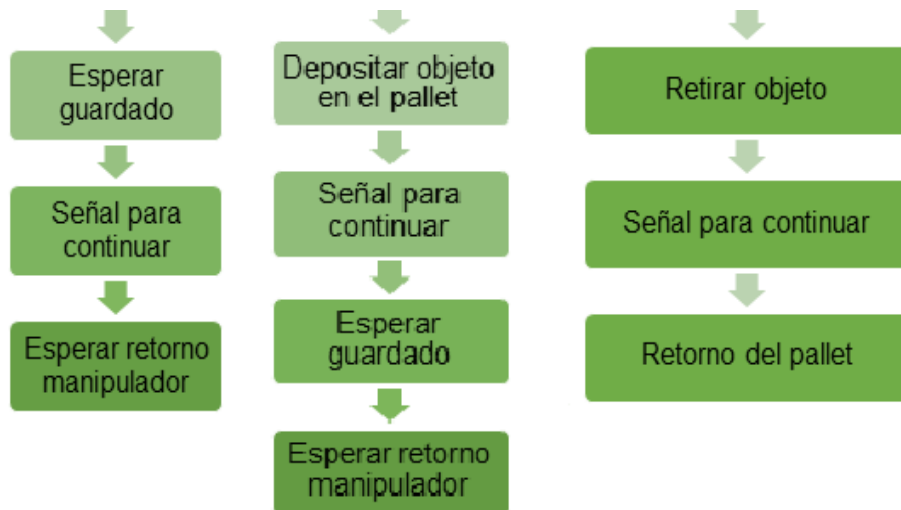 Esperar
guardado
Señal para
continuar
Esperar retorno
manipulador
Depositar objeto
en el pallet
Señal para
continuar
Esperar
guardado
Esperar retorno
manipulador
Retirar objeto
Señal para continuar
Retorno del pallet